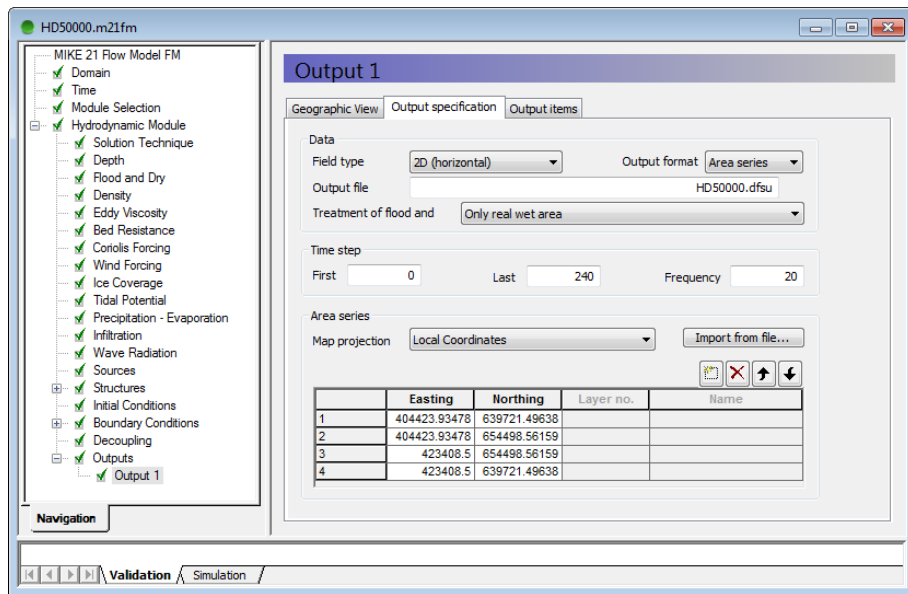 HD50000.m21fm
MIKE 21 Flow Model FM
Domain
Time
Module Selection
Hydrodynamic Module
Solution Technique
Depth
Flood and Dry
Density
Eddy Viscosity
Bed Resistance
Coriolis Forcing
Wind Forcing
Ice Coverage
Tidal Potential
Precipitation - Evaporation
Infiltration
Wave Radiation
Sources
Structures
Initial Conditions
Boundary Conditions
Decoupling
Outputs
Output 1
Navigation
Output 1
Geographic View Output specification Output items
Data
Field type 2D (horizontal) Output format Area series
Output file HD50000.dfsu
Treatment of flood and Only real wet area
Time step
First 0 Last 240 Frequency 20
Area series
Map projection Local Coordinates Import from file...
Easting Northing Layer no. Name
1 404423.93478 639721.49638
2 404423.93478 654498.56159
3 423408.5 654498.56159
4 423408.5 639721.49638
Validation Simulation